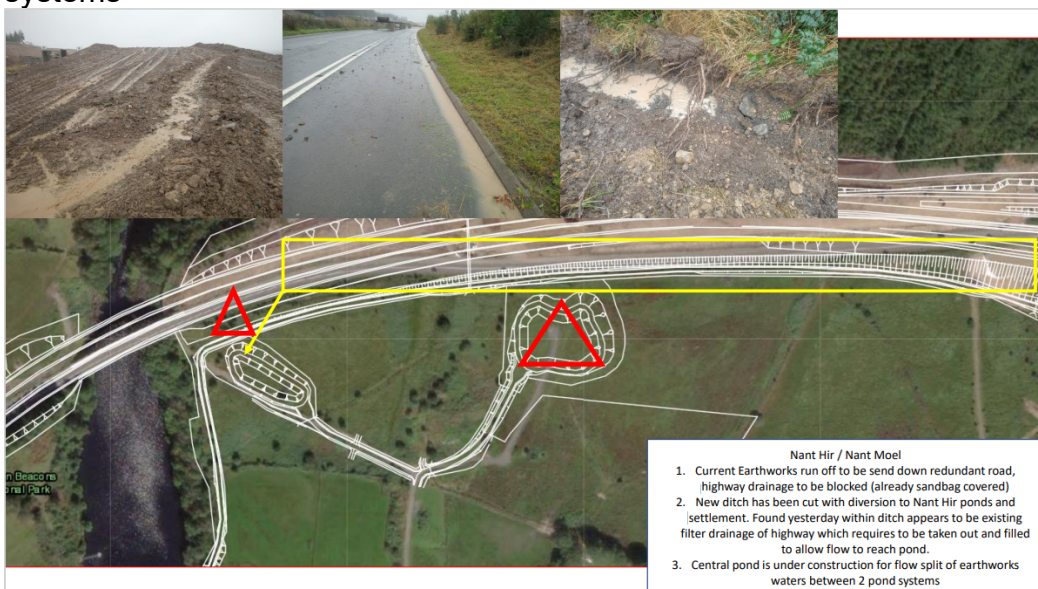 systems
n Beacons
onal Park
Nant Hir / Nant Moel
1. Current Earthworks run off to be send down redundant road,
highway drainage to be blocked (already sandbag covered)
2. New ditch has been cut with diversion to Nant Hir ponds and
settlement. Found yesterday within ditch appears to be existing
filter drainage of highway which requires to be taken out and filled
to allow flow to reach pond.
3. Central pond is under construction for flow split of earthworks
waters between 2 pond systems